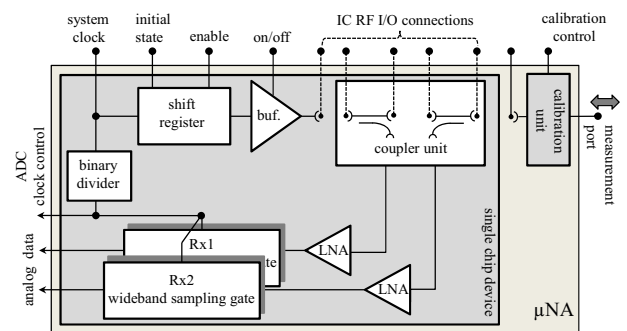 system clock
initial state
enable
on/off
IC RF I/O connections
calibration control
shift register
buf.
coupler unit
calibration unit
measurement port
binary divider
ADC clock control
Rx1
te
LNA
analog data
Rx2
wideband sampling gate
LNA
single chip device
µNA